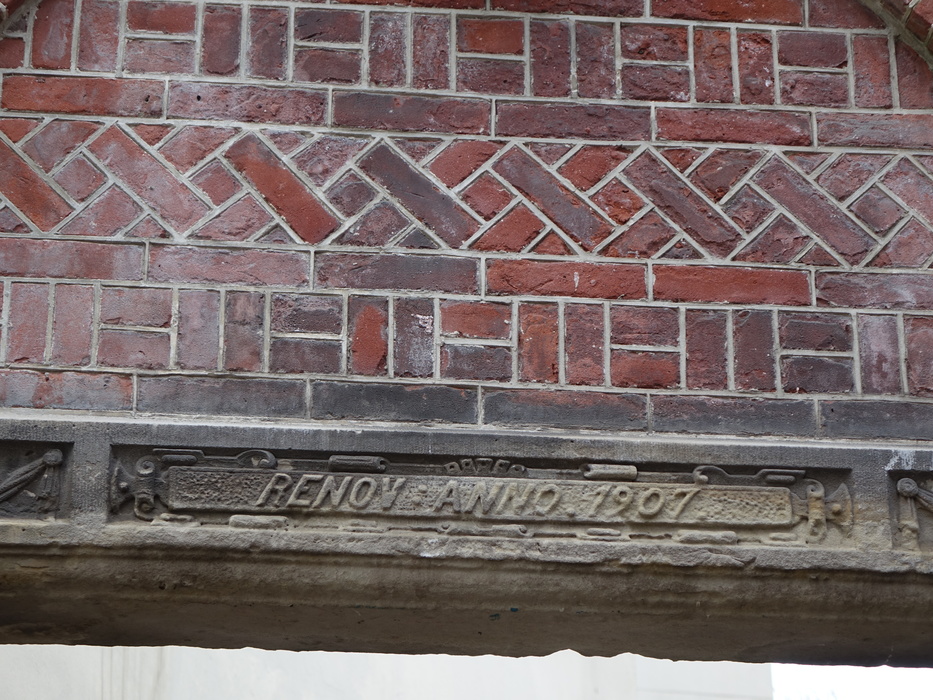 RENOV : ANNO . 1907